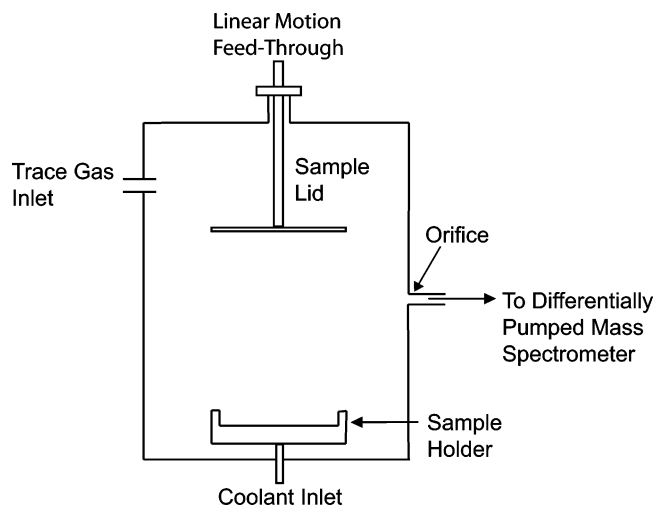 Linear Motion
Feed-Through
Trace Gas
Inlet
Sample
Lid
Orifice
To Differentially
Pumped Mass
Spectrometer
Sample
Holder
Coolant Inlet